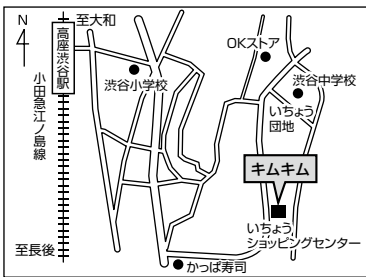 N
至大和
高座渋谷駅
小田急江ノ島線
至長後
渋谷小学校
OKストア
渋谷中学校
いちょう
団地
キムキム
いちょう
ショッピングセンター
かっぱ寿司